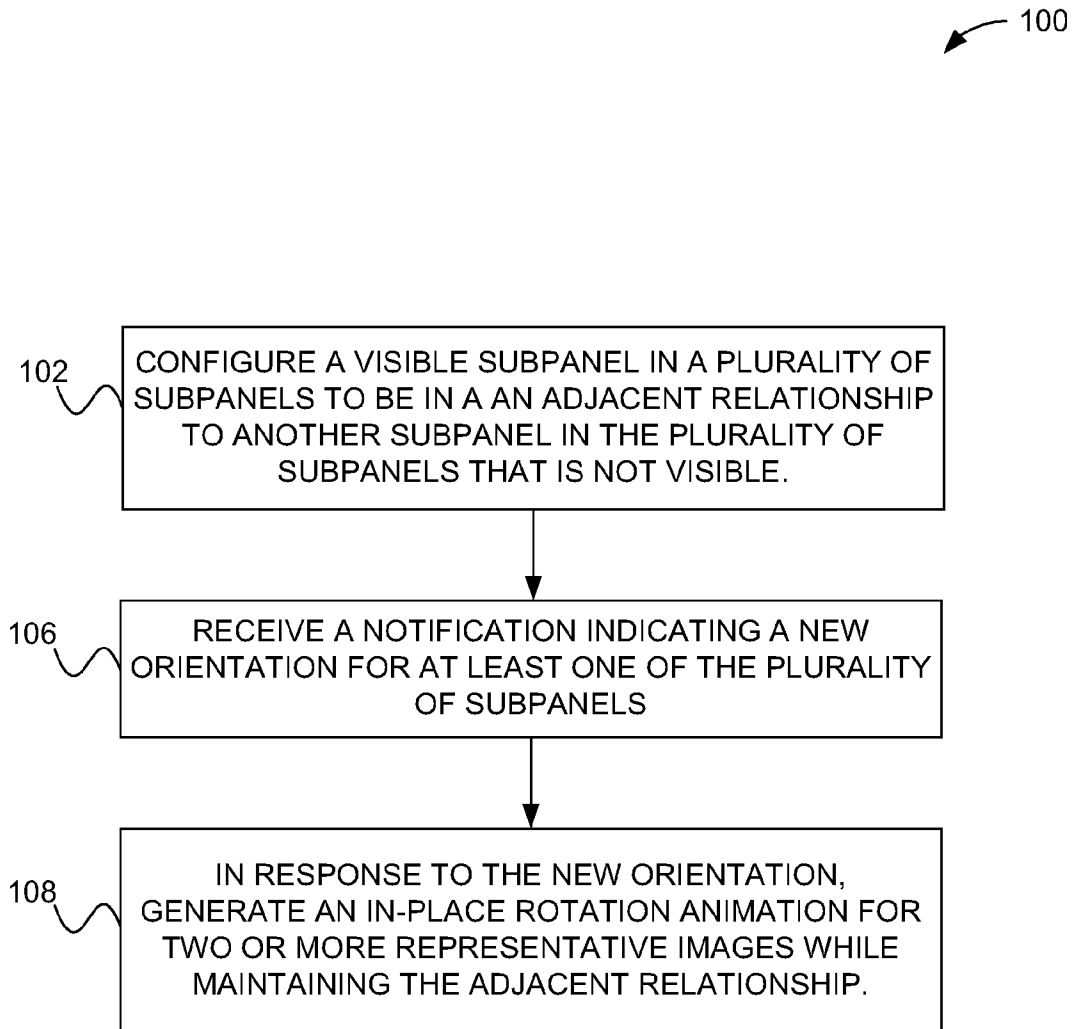 100
102
CONFIGURE A VISIBLE SUBPANEL IN A PLURALITY OF
SUBPANELS TO BE IN A AN ADJACENT RELATIONSHIP
TO ANOTHER SUBPANEL IN THE PLURALITY OF
SUBPANELS THAT IS NOT VISIBLE.
106
RECEIVE A NOTIFICATION INDICATING A NEW
ORIENTATION FOR AT LEAST ONE OF THE PLURALITY
OF SUBPANELS
108
IN RESPONSE TO THE NEW ORIENTATION,
GENERATE AN IN-PLACE ROTATION ANIMATION FOR
TWO OR MORE REPRESENTATIVE IMAGES WHILE
MAINTAINING THE ADJACENT RELATIONSHIP.